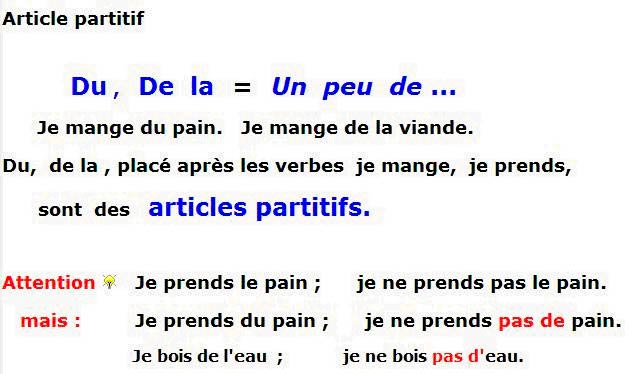 Article partitif
Du , De la = Un peu de ...
Je mange du pain. Je mange de la viande.
Du, de la , placé après les verbes je mange, je prends,
sont des articles partitifs.
Attention Je prends le pain ; je ne prends pas le pain.
mais : Je prends du pain ; je ne prends pas de pain.
Je bois de l'eau ; je ne bois pas d'eau.